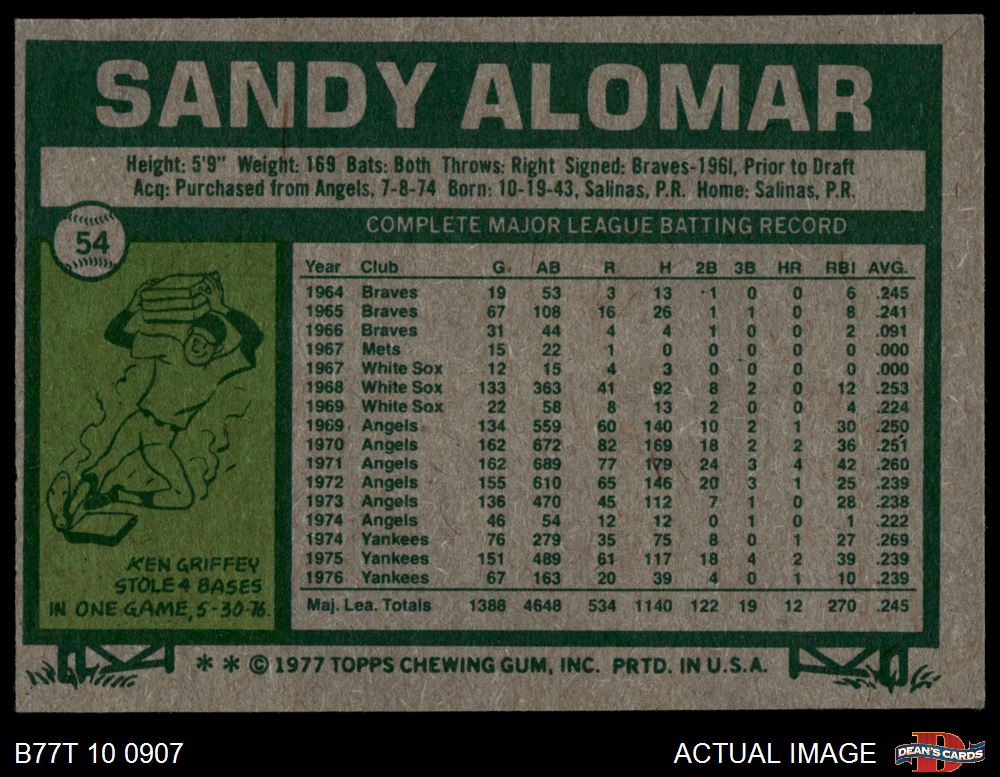 SANDY ALOMAR
Height: 5'9" Weight: 169 Bats: Both Throws: Right Signed: Braves-1961, Prior to Draft
Acq: Purchased from Angels, 7-8-74 Born: 10-19-43, Salinas, P.R. Home: Salinas, P.R.
54
COMPLETE MAJOR LEAGUE BATTING RECORD
Year Club G. AB R H 2B 3B HR RBI AVG.
1964 Braves 19 53 3 13 1 0 0 6 .245
1965 Braves 67 108 16 26 1 1 0 8 .241
1966 Braves 31 44 4 4 1 0 0 2 .091
1967 Mets 15 22 1 0 0 0 0 0 .000
1967 White Sox 12 15 4 3 0 0 0 0 .000
1968 White Sox 133 363 41 92 8 2 0 12 .253
1969 White Sox 22 58 8 13 2 0 0 4 .224
1969 Angels 134 559 60 140 10 2 1 30 .250
1970 Angels 162 672 82 169 18 2 2 36 .251
1971 Angels 162 689 77 179 24 3 4 42 .260
1972 Angels 155 610 65 146 20 3 1 25 .239
1973 Angels 136 470 45 112 7 1 0 28 .238
1974 Angels 46 54 12 12 0 1 0 1 .222
1974 Yankees 76 279 35 75 8 0 1 27 .269
1975 Yankees 151 489 61 117 18 4 2 39 .239
1976 Yankees 67 163 20 39 4 0 1 10 .239
Maj. Lea. Totals 1388 4648 534 1140 122 19 12 270 .245
KEN GRIFFEY
STOLE 4 BASES
IN ONE GAME, 5-30-76.
* * © 1977 TOPPS CHEWING GUM, INC. PRTD. IN U.S.A.
B77T 10 0907
ACTUAL IMAGE
D
DEAN'S CARDS